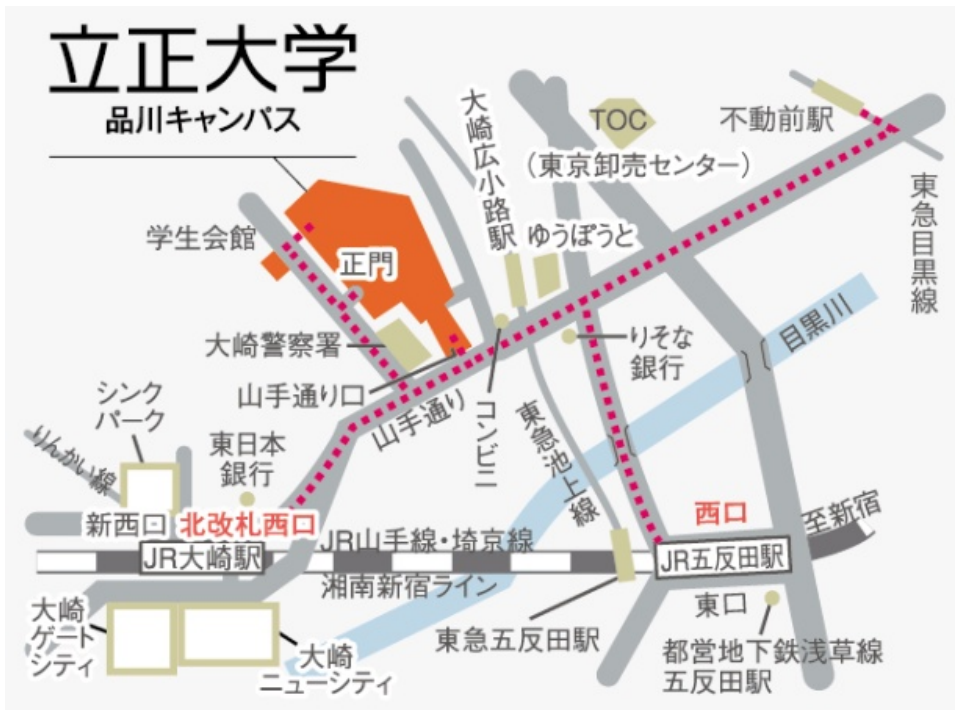 立正大学
品川キャンパス
学生会館
正門
大崎警察署
山手通り口
大崎広小路駅
TOC
(東京卸売センター)
ゆうぽうと
不動前駅
東急目黒線
目黒川
りそな
銀行
山手通り
コンビニ
東急池上線
シンク
パーク
りんかい線
東日本
銀行
新西口
北改札西口
JR大崎駅
JR山手線・埼京線
湘南新宿ライン
西口
至新宿
JR五反田駅
東口
東急五反田駅
都営地下鉄浅草線
五反田駅
大崎
ゲート
シティ
大崎
ニューシティ